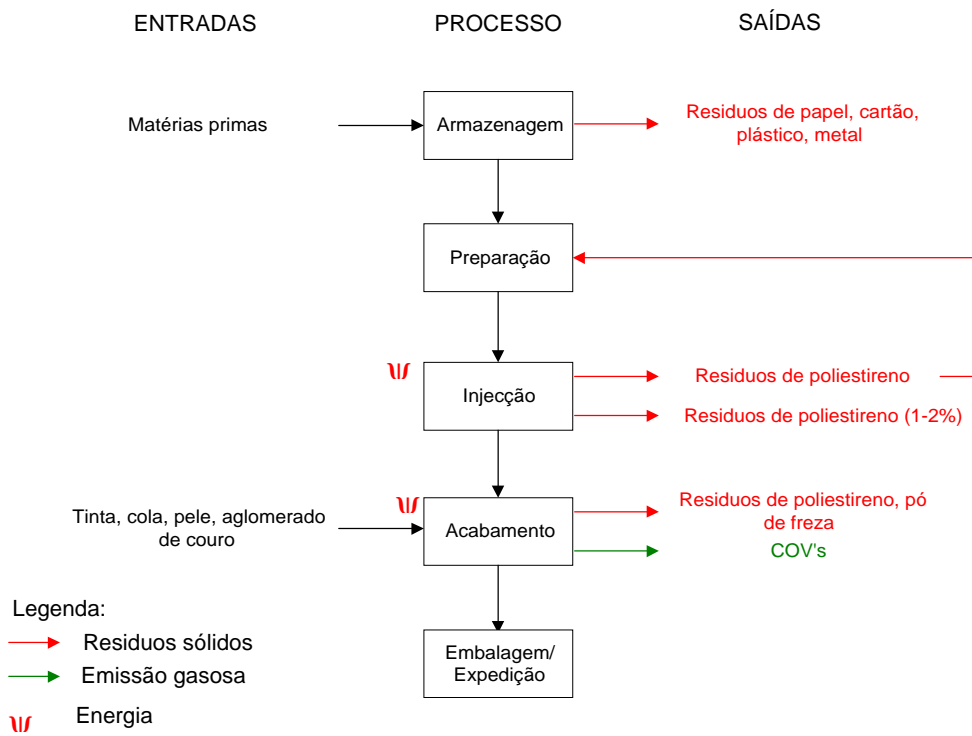 ENTRADAS
PROCESSO
SAÍDAS
Matérias primas
Armazenagem
Residuos de papel, cartão,
plástico, metal
Preparação
Injecção
Residuos de poliestireno
Residuos de poliestireno (1-2%)
Tinta, cola, pele, aglomerado
de couro
Acabamento
Residuos de poliestireno, pó
de freza
COV's
Embalagem/
Expedição
Legenda:
Residuos sólidos
Emissão gasosa
Energia